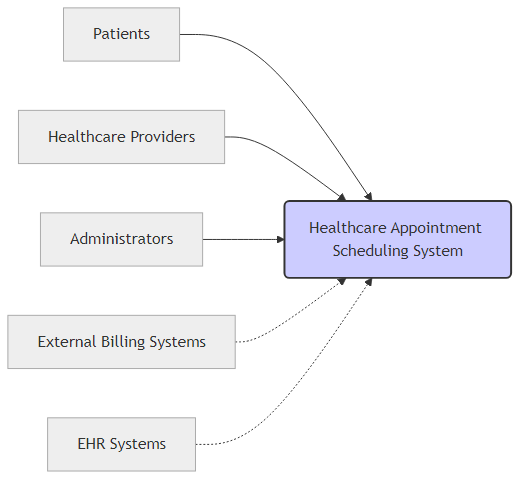 Patients
Healthcare Providers
Healthcare Appointment
Scheduling System
Administrators
External Billing Systems
EHR Systems